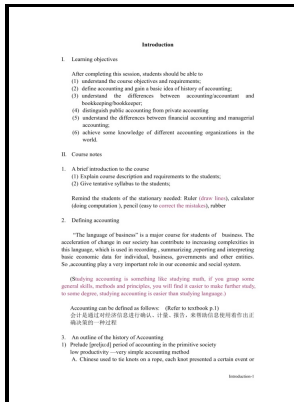 Introduction
I. Learning objectives
After completing this session, students should be able to
(1) understand the course objectives and requirements;
(2) define accounting and gain a basic idea of history of accounting;
(3) understand the differences between accounting/accountant and
bookkeeping/bookkeeper;
(4) distinguish public accounting from private accounting
(5) understand the differences between financial accounting and managerial
accounting;
(6) achieve some knowledge of different accounting organizations in the
world.
II. Course notes
1. A brief introduction to the course
(1) Explain course description and requirements to the students;
(2) Give tentative syllabus to the students;
Remind the students of the stationary needed: Ruler (draw lines), calculator
(doing computation ), pencil (easy to correct the mistakes), rubber
2. Defining accounting
"The language of business" is a major course for students of business. The
acceleration of change in our society has contributed to increasing complexities in
this language, which is used in recording , summarizing ,reporting and interpreting
basic economic data for individual, business, governments and other entities.
So ,accounting play a very important role in our economic and social system.
(Studying accounting is something like studying math, if you grasp some
general skills, methods and principles, you will find it easier to make further study,
to some degree, studying accounting is easier than studying language.)
Accounting can be defined as follows: (Refer to textbook p.1)
会计是通过对经济信息进行确认、计量、报告，来帮助信息使用者作出正
确决策的一种过程
3. An outline of the history of Accounting
1) Prelude [prelju:d] period of accounting in the primitive society
low productivity —very simple accounting method
A. Chinese used to tie knots on a rope, each knot presented a certain event or
Introduction-1